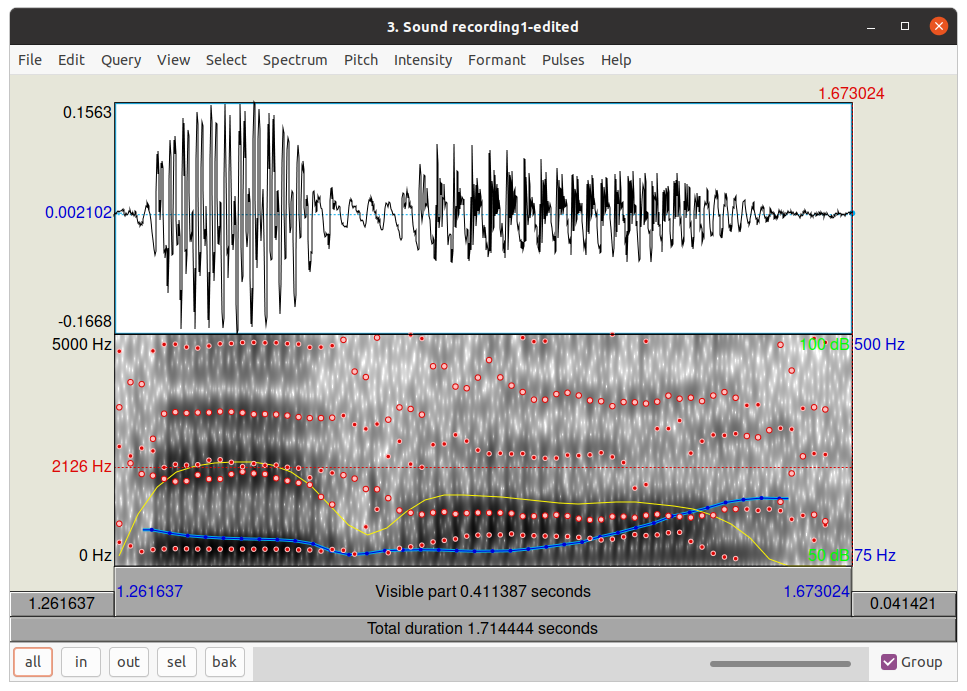 3. Sound recording1-edited
File Edit Query View Select Spectrum Pitch Intensity Formant Pulses Help
1.673024
0.1563
0.002102
-0.1668
5000 Hz 100 dB 500 Hz
2126 Hz
0 Hz 50 dB 75 Hz
1.261637 Visible part 0.411387 seconds 1.673024
1.261637 0.041421
Total duration 1.714444 seconds
all in out sel bak Group